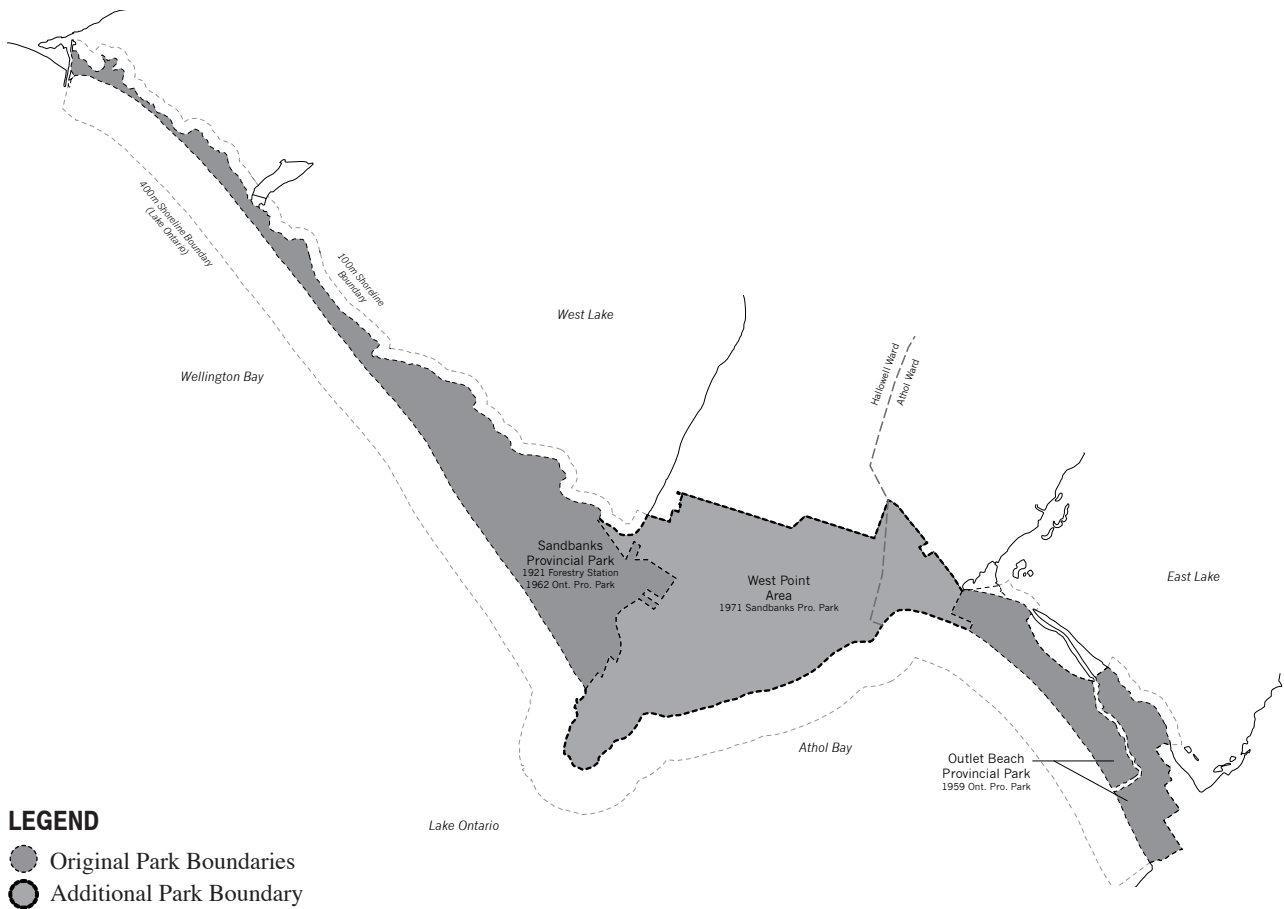 400m Shoreline Boundary
(Lake Ontario)
100m Shoreline
Boundary
West Lake
Wellington Bay
Hallowell Ward
Athol Ward
Sandbanks
Provincial Park
1921 Forestry Station
1962 Ont. Pro. Park
West Point
Area
1971 Sandbanks Pro. Park
East Lake
Athol Bay
Outlet Beach
Provincial Park
1959 Ont. Pro. Park
Lake Ontario
LEGEND
Original Park Boundaries
Additional Park Boundary